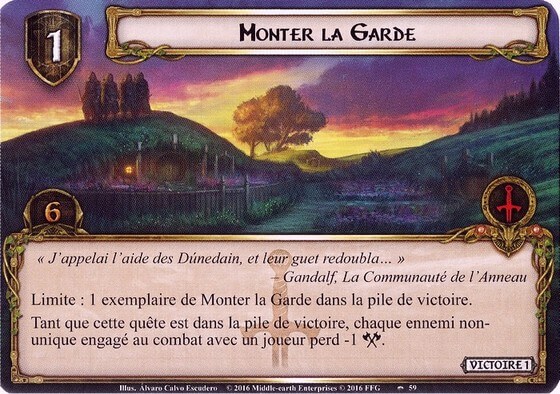 1
MONTER LA GARDE
6
« J'appelai l'aide des Dúnedain, et leur guet redoubla... »
– Gandalf, La Communauté de l'Anneau
Limite : 1 exemplaire de Monter la Garde dans la pile de victoire.
Tant que cette quête est dans la pile de victoire, chaque ennemi non-
unique engagé au combat avec un joueur perd -1.
VICTOIRE 1
Illus. Álvaro Calvo Escudero © 2016 Middle-earth Enterprises © 2016 FFG 59